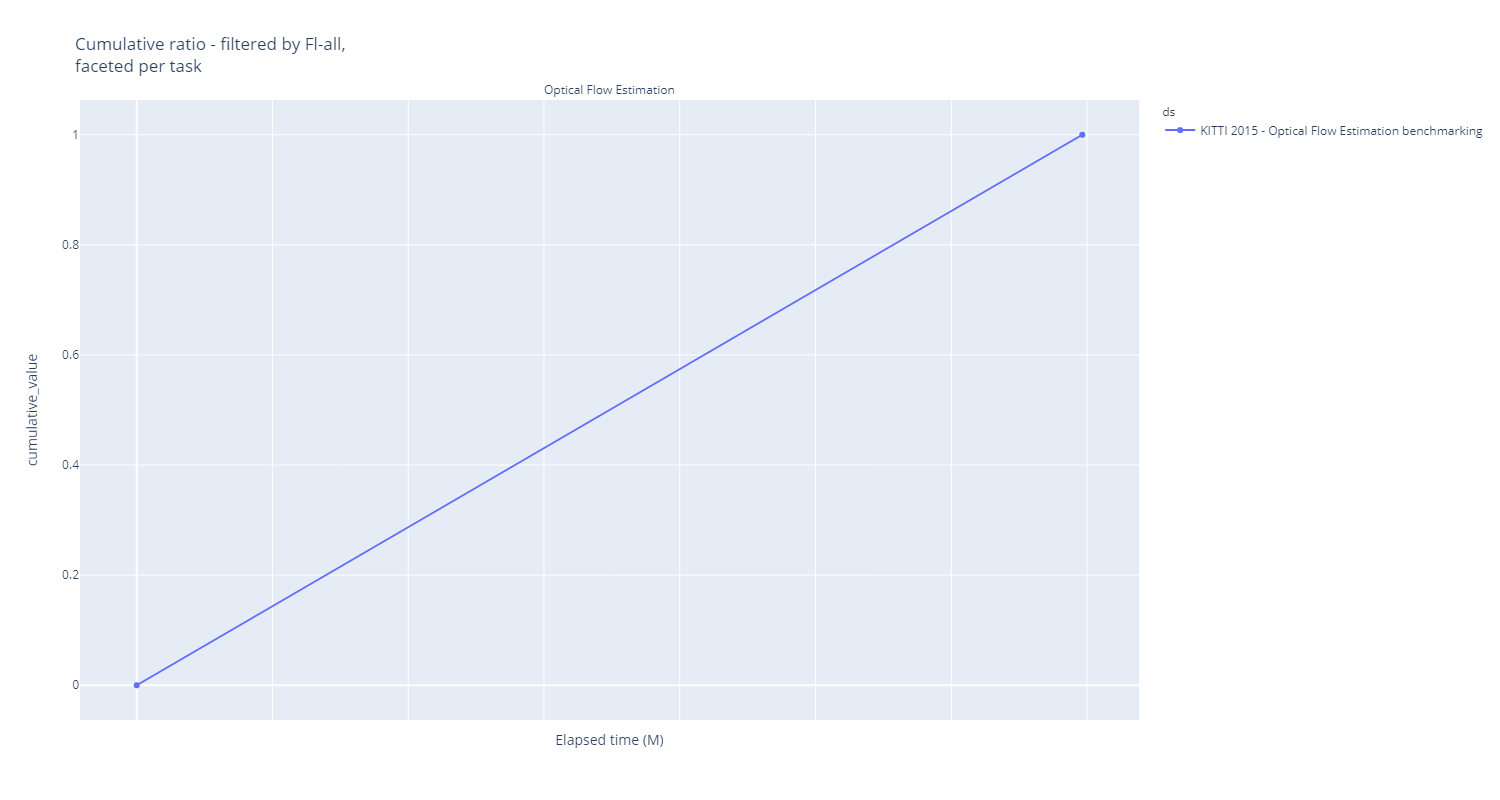 Cumulative ratio - filtered by Fl-all,
faceted per task
Optical Flow Estimation
ds
KITTI 2015 - Optical Flow Estimation benchmarking
1
0.8
0.6
0.4
0.2
0
cumulative_value
Elapsed time (M)